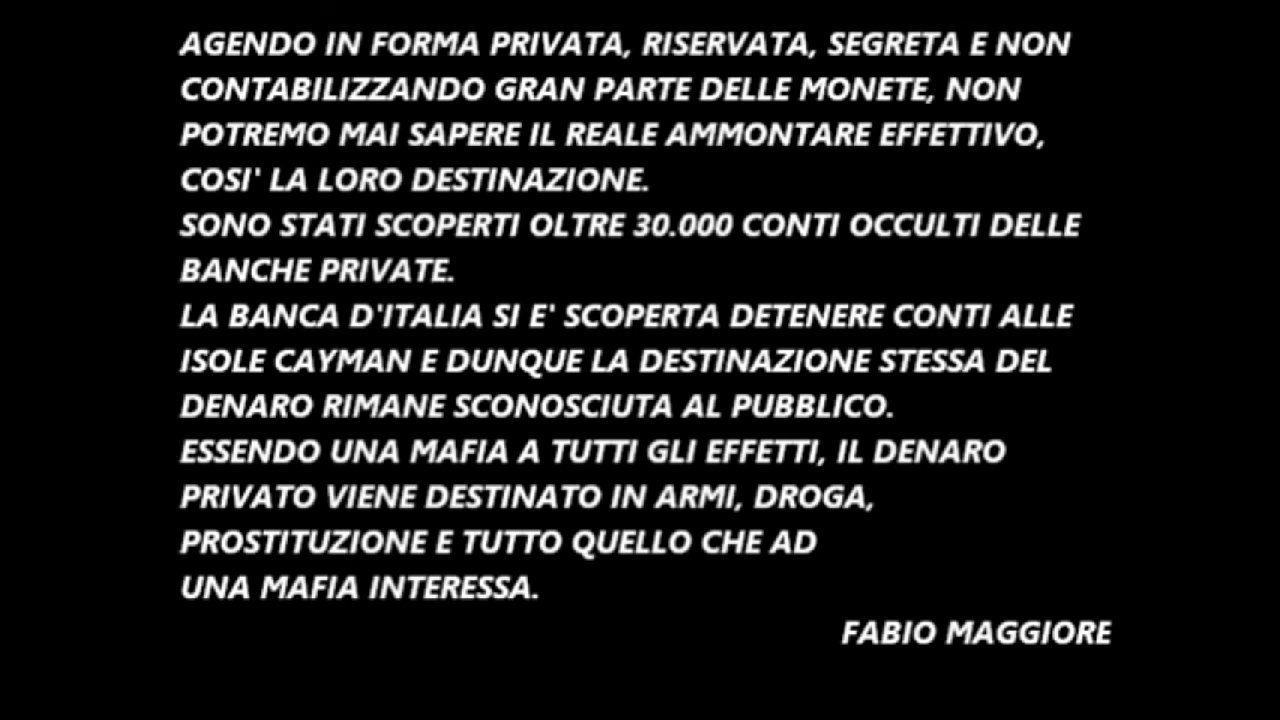 AGENDO IN FORMA PRIVATA, RISERVATA, SEGRETA E NON
CONTABILIZZANDO GRAN PARTE DELLE MONETE, NON
POTREMO MAI SAPERE IL REALE AMMONTARE EFFETTIVO,
COSI' LA LORO DESTINAZIONE.
SONO STATI SCOPERTI OLTRE 30.000 CONTI OCCULTI DELLE
BANCHE PRIVATE.
LA BANCA D'ITALIA SI E' SCOPERTA DETENERE CONTI ALLE
ISOLE CAYMAN E DUNQUE LA DESTINAZIONE STESSA DEL
DENARO RIMANE SCONOSCIUTA AL PUBBLICO.
ESSENDO UNA MAFIA A TUTTI GLI EFFETTI, IL DENARO
PRIVATO VIENE DESTINATO IN ARMI, DROGA,
PROSTITUZIONE E TUTTO QUELLO CHE AD
UNA MAFIA INTERESSA.
FABIO MAGGIORE